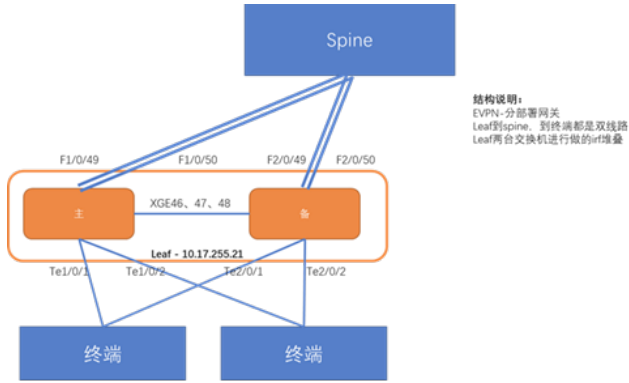 Spine
结构说明:
EVPN-分部署网关
Leaf到spine、到终端都是双线路
Leaf两台交换机进行做的irf堆叠
F1/0/49 F1/0/50 F2/0/49 F2/0/50
主 XGE46、47、48 备
Leaf - 10.17.255.21
Te1/0/1 Te1/0/2 Te2/0/1 Te2/0/2
终端 终端